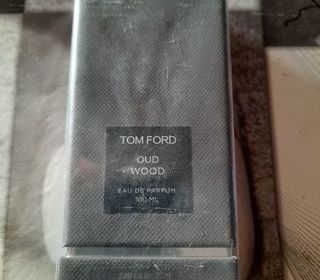 TOM FORD
OUD
WOOD
EAU DE PARFUM
100 ML